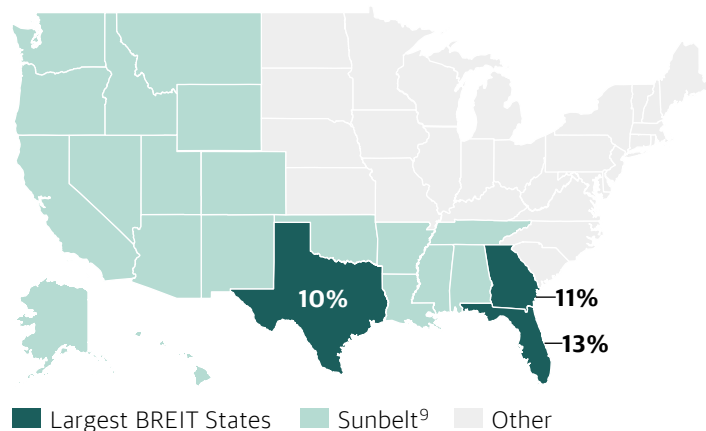 10%
11%
13%
Largest BREIT States
Sunbelt⁹
Other